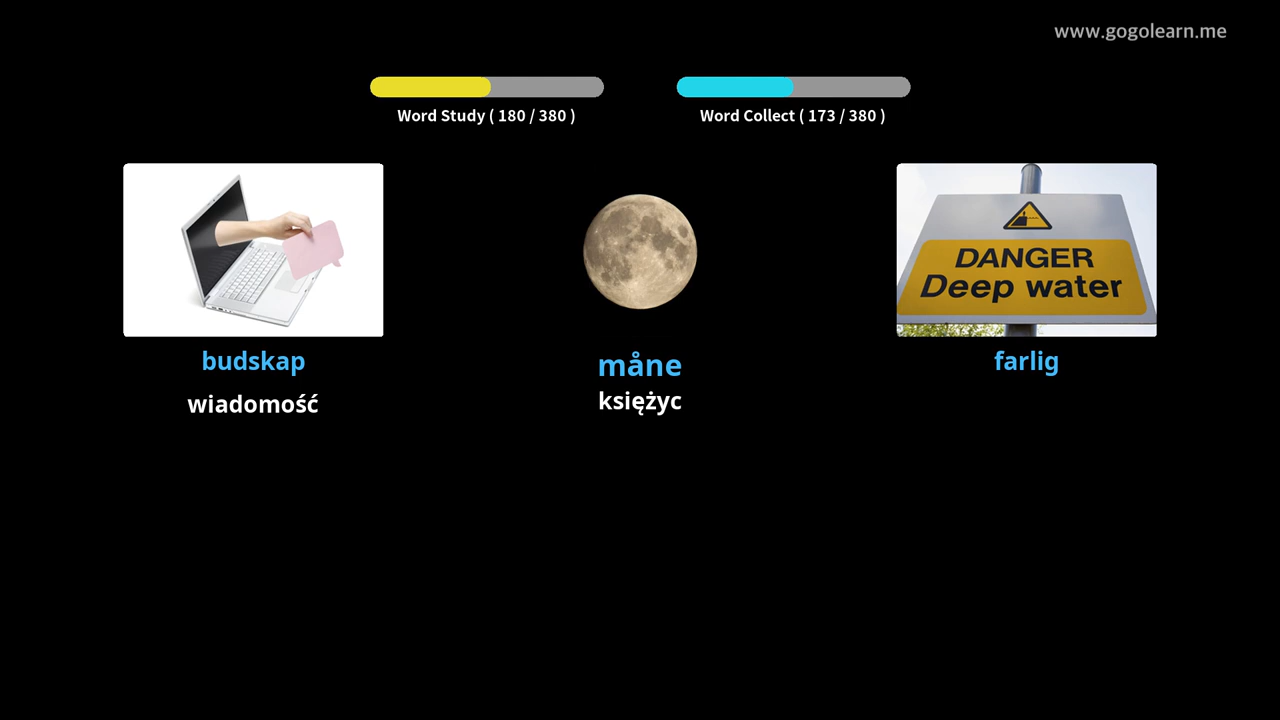 www.gogolearn.me
Word Study ( 180 / 380 )
Word Collect ( 173 / 380 )
DANGER
Deep water
budskap
måne
farlig
wiadomość
księżyc